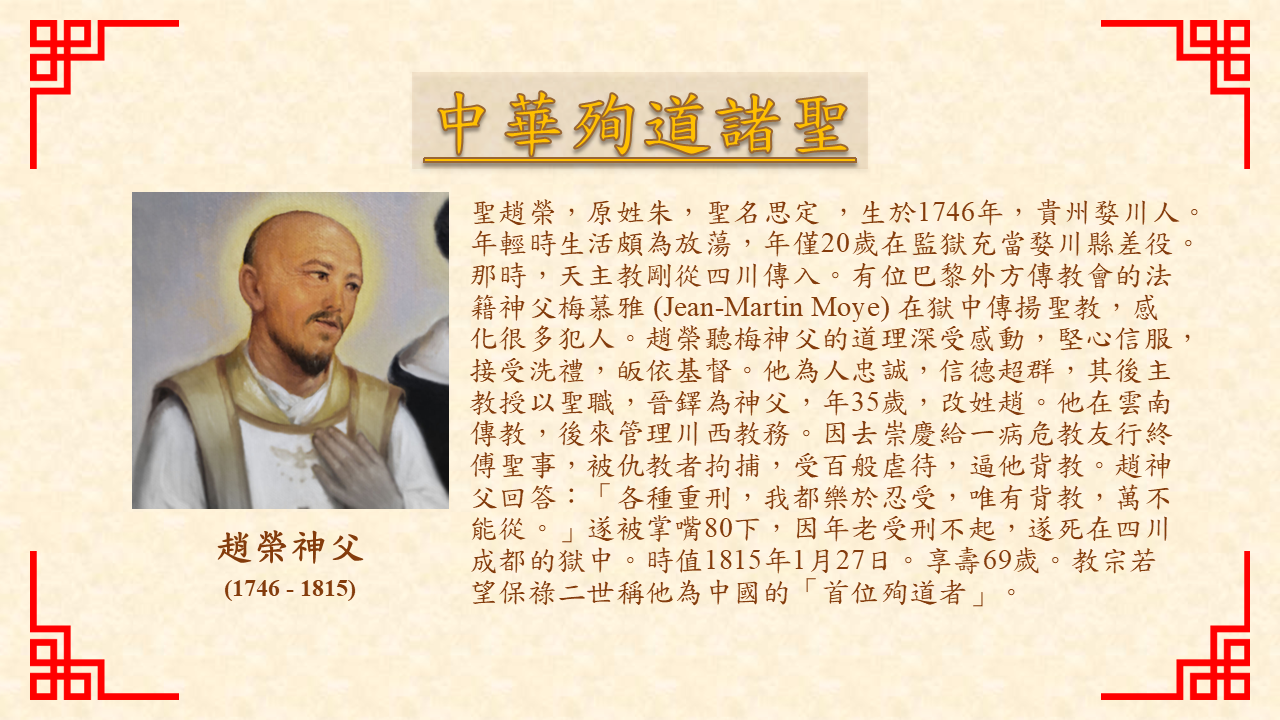 中華殉道諸聖
聖趙榮，原姓朱，聖名思定 ，生於1746年，貴州婺川人。
年輕時生活頗為放蕩，年僅20歲在監獄充當婺川縣差役。
那時，天主教剛從四川傳入。有位巴黎外方傳教會的法
籍神父梅慕雅 (Jean-Martin Moye) 在獄中傳揚聖教，感
化很多犯人。趙榮聽梅神父的道理深受感動，堅心信服，
接受洗禮，皈依基督。他為人忠誠，信德超群，其後主
教授以聖職，晉鐸為神父，年35歲，改姓趙。他在雲南
傳教，後來管理川西教務。因去崇慶給一病危教友行終
傅聖事，被仇教者拘捕，受百般虐待，逼他背教。趙神
父回答：「各種重刑，我都樂於忍受，唯有背教，萬不
能從。」遂被掌嘴80下，因年老受刑不起，遂死在四川
成都的獄中。時值1815年1月27日。享壽69歲。教宗若
望保祿二世稱他為中國的「首位殉道者」。
趙榮神父
(1746 - 1815)